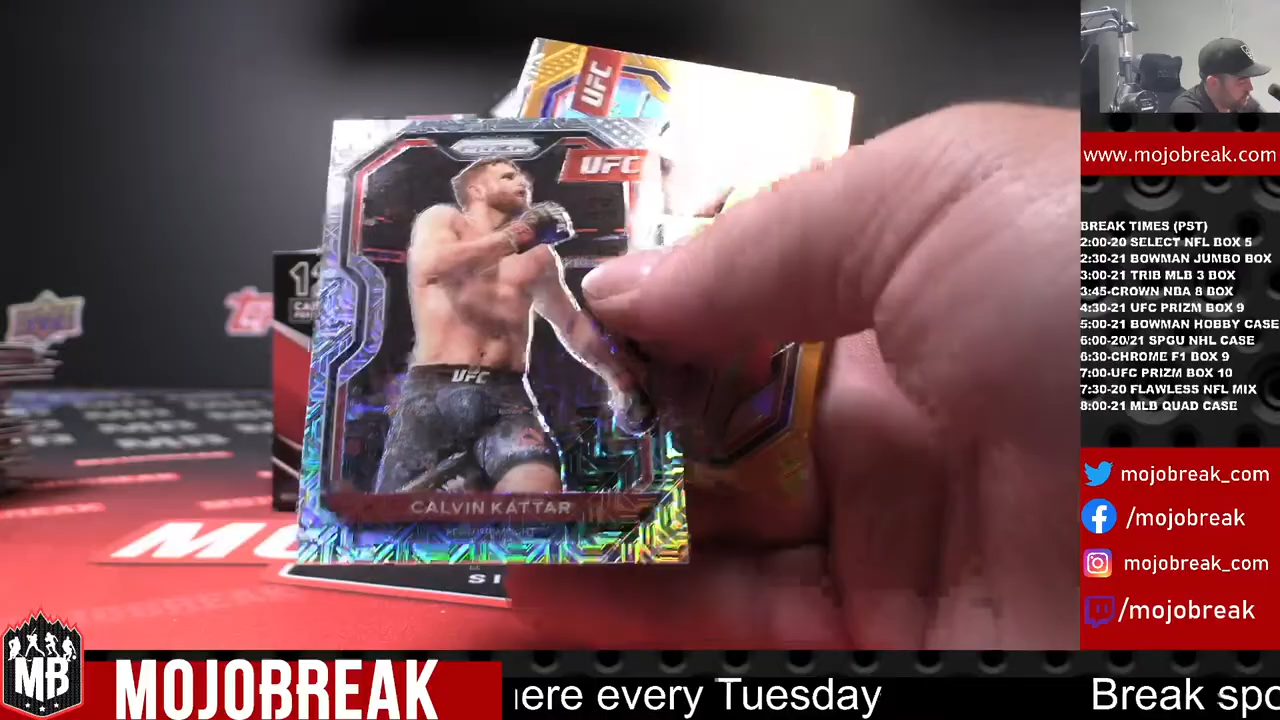 UFC
PRIZM
UFC
UFC
CALVIN KATTAR
12
SI
MO
MB
MOJOBREAK
ere every Tuesday
Break spo
www.mojobreak.com
BREAK TIMES (PST)
2:00-20 SELECT NFL BOX 5
2:30-21 BOWMAN JUMBO BOX
3:00-21 TRIB MLB 3 BOX
3:45-CROWN NBA 8 BOX
4:30-21 UFC PRIZM BOX 9
5:00-21 BOWMAN HOBBY CASE
6:00-20/21 SPGU NHL CASE
6:30-CHROME F1 BOX 9
7:00-UFC PRIZM BOX 10
7:30-20 FLAWLESS NFL MIX
8:00-21 MLB QUAD CASE
mojobreak_com
/mojobreak
mojobreak_com
/mojobreak